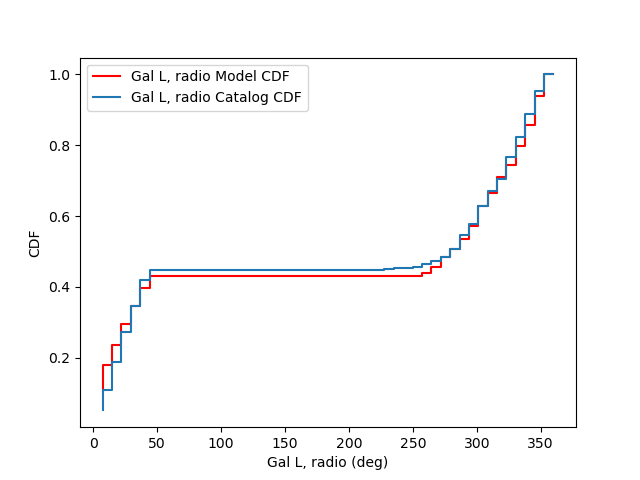 Gal L, radio Model CDF
Gal L, radio Catalog CDF
1.0
0.8
0.6
0.4
0.2
CDF
0 50 100 150 200 250 300 350
Gal L, radio (deg)